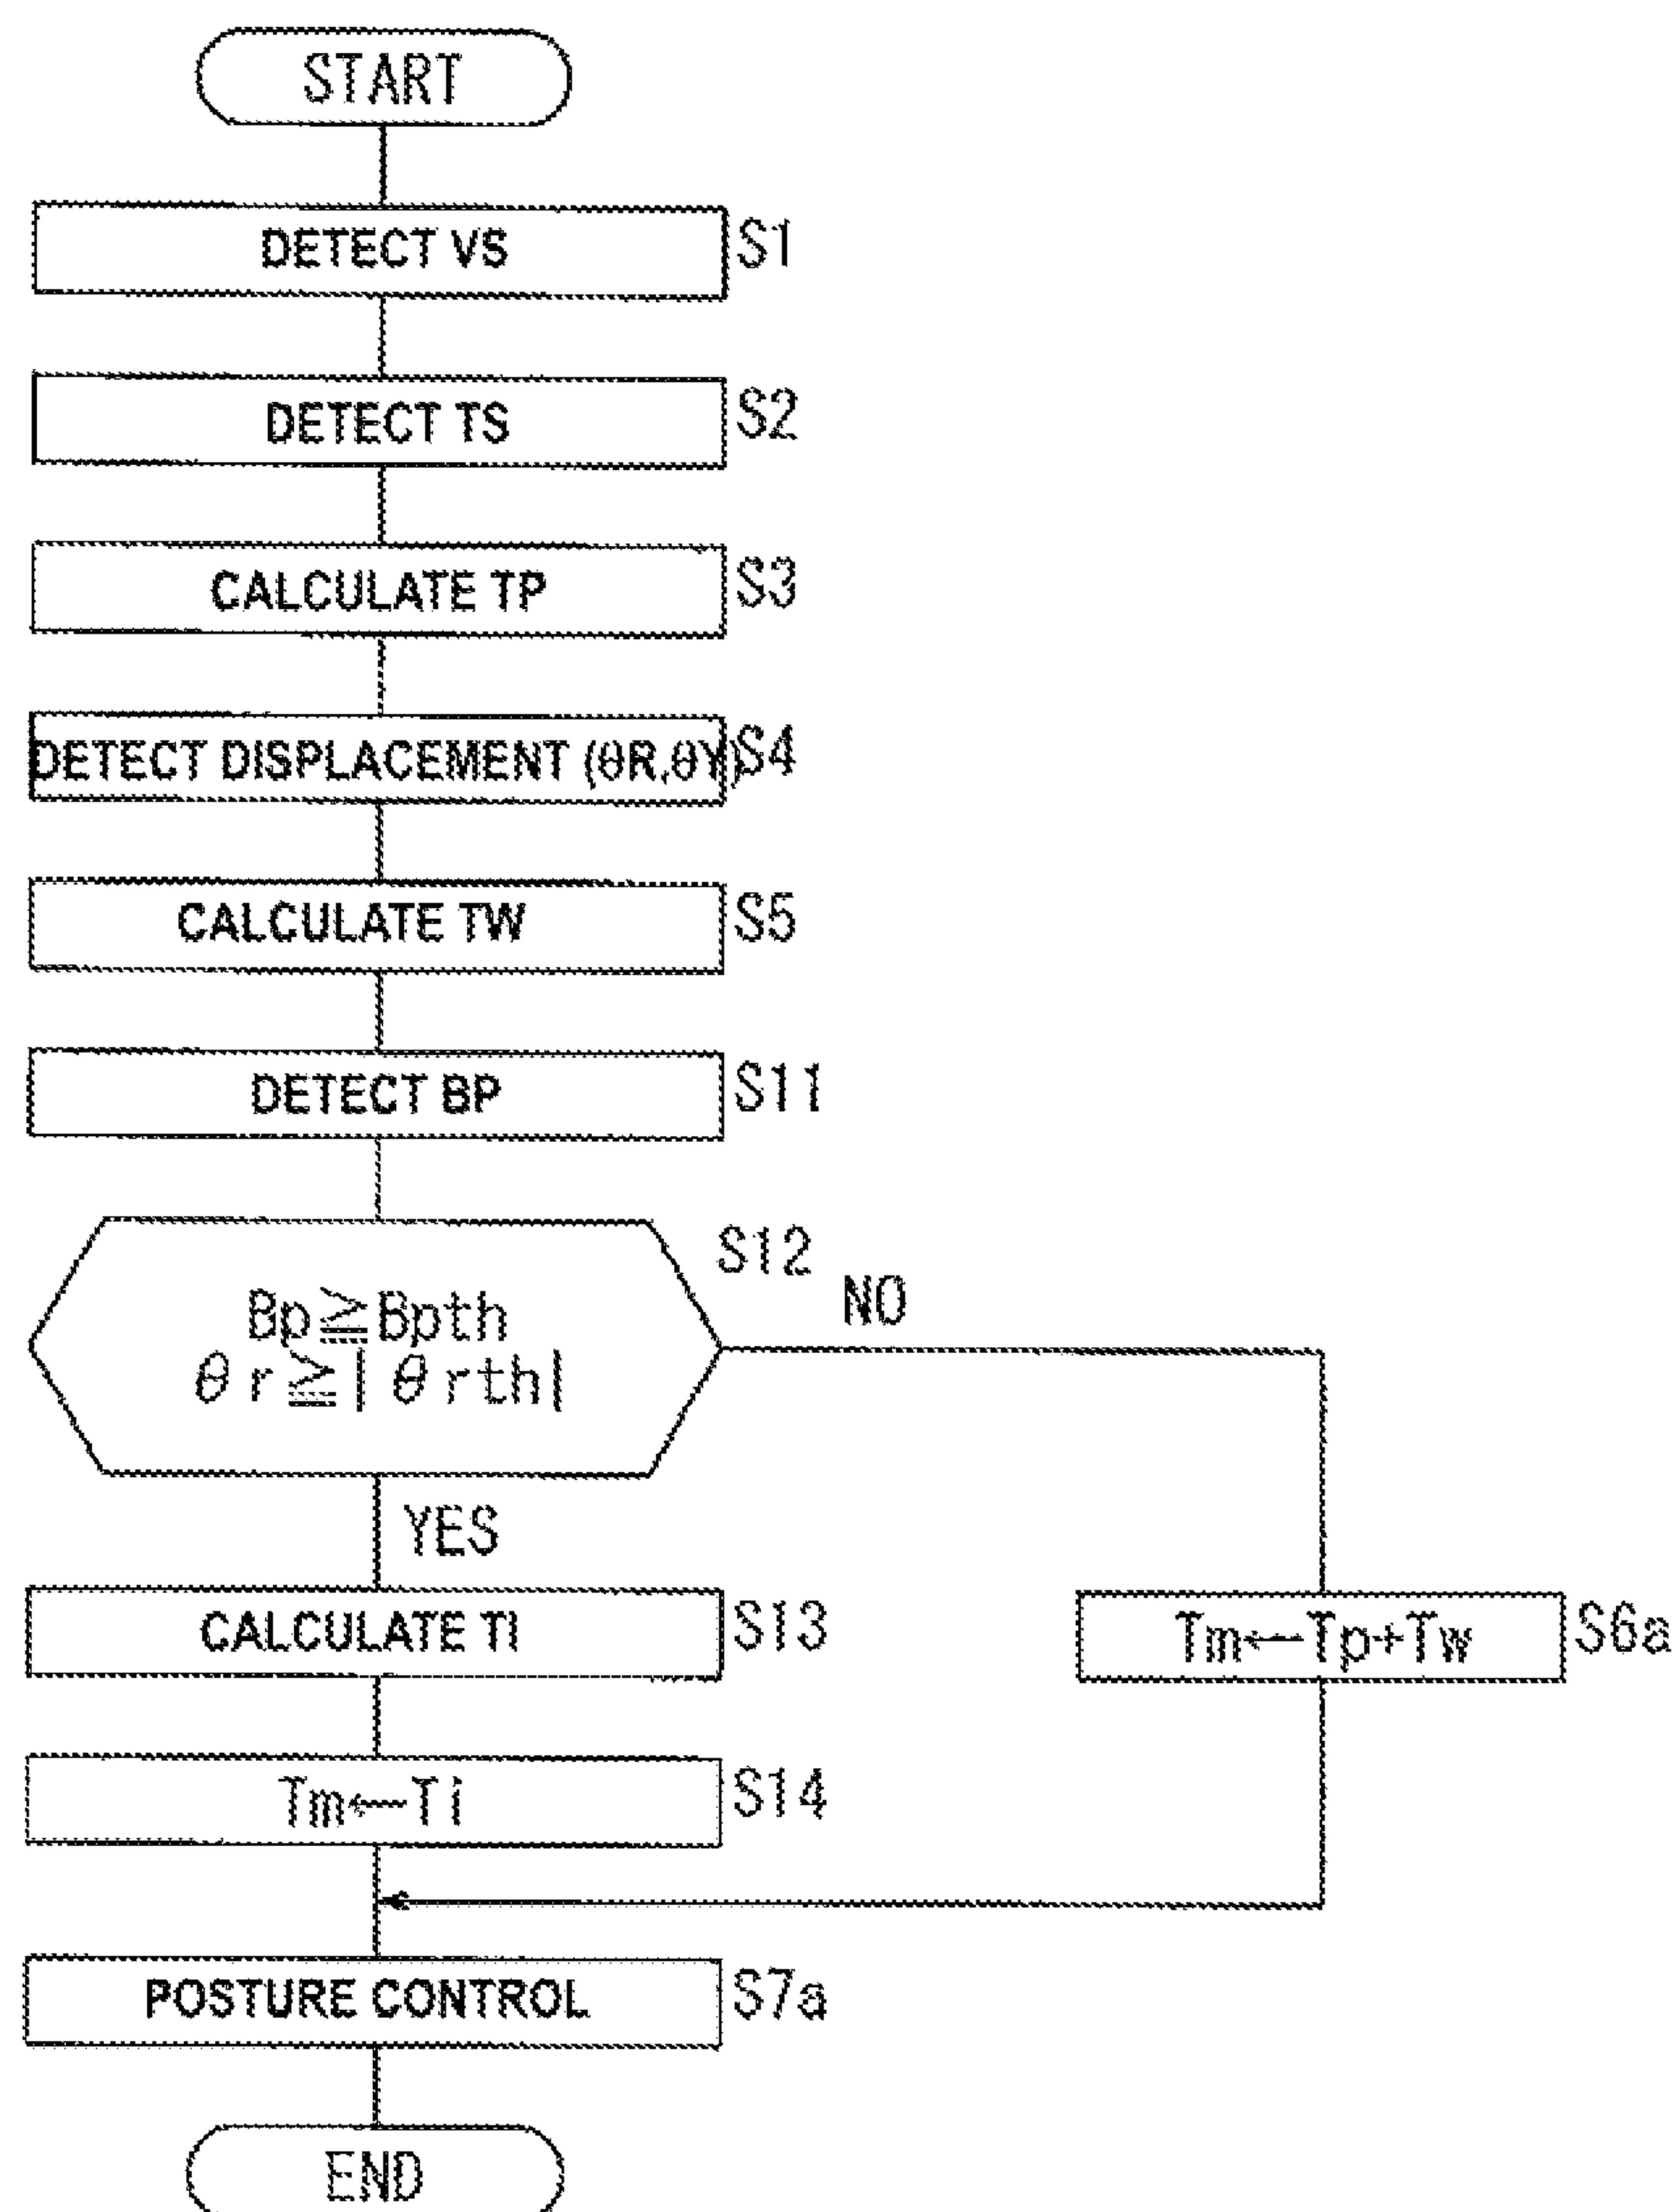 START
DETECT VS
S1
DETECT TS
S2
CALCULATE TP
S3
DETECT DISPLACEMENT (θR,θY)
S4
CALCULATE TW
S5
DETECT BP
S11
S12
Bp≧Bpth
θr≧|θrth|
NO
YES
CALCULATE TI
S13
Tm←Tp+Tw
S6a
Tm←Ti
S14
POSTURE CONTROL
S7a
END